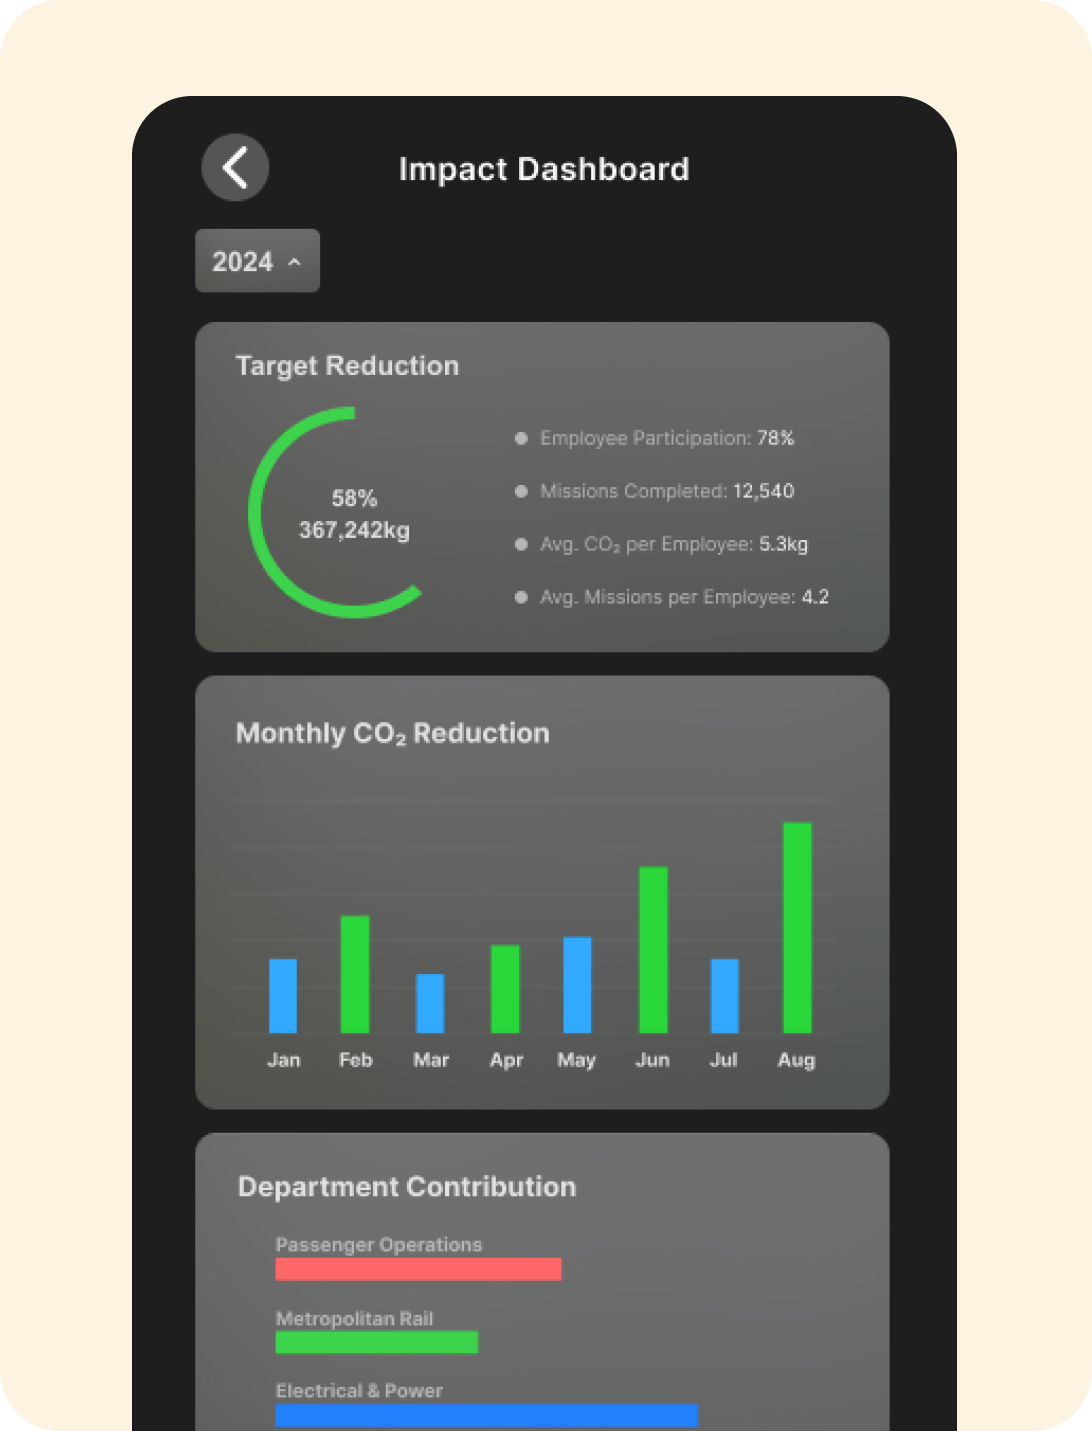 Impact Dashboard
2024
Target Reduction
58%
367,242kg
Employee Participation: 78%
Missions Completed: 12,540
Avg. CO₂ per Employee: 5.3kg
Avg. Missions per Employee: 4.2
Monthly CO₂ Reduction
Jan Feb Mar Apr May Jun Jul Aug
Department Contribution
Passenger Operations
Metropolitan Rail
Electrical & Power